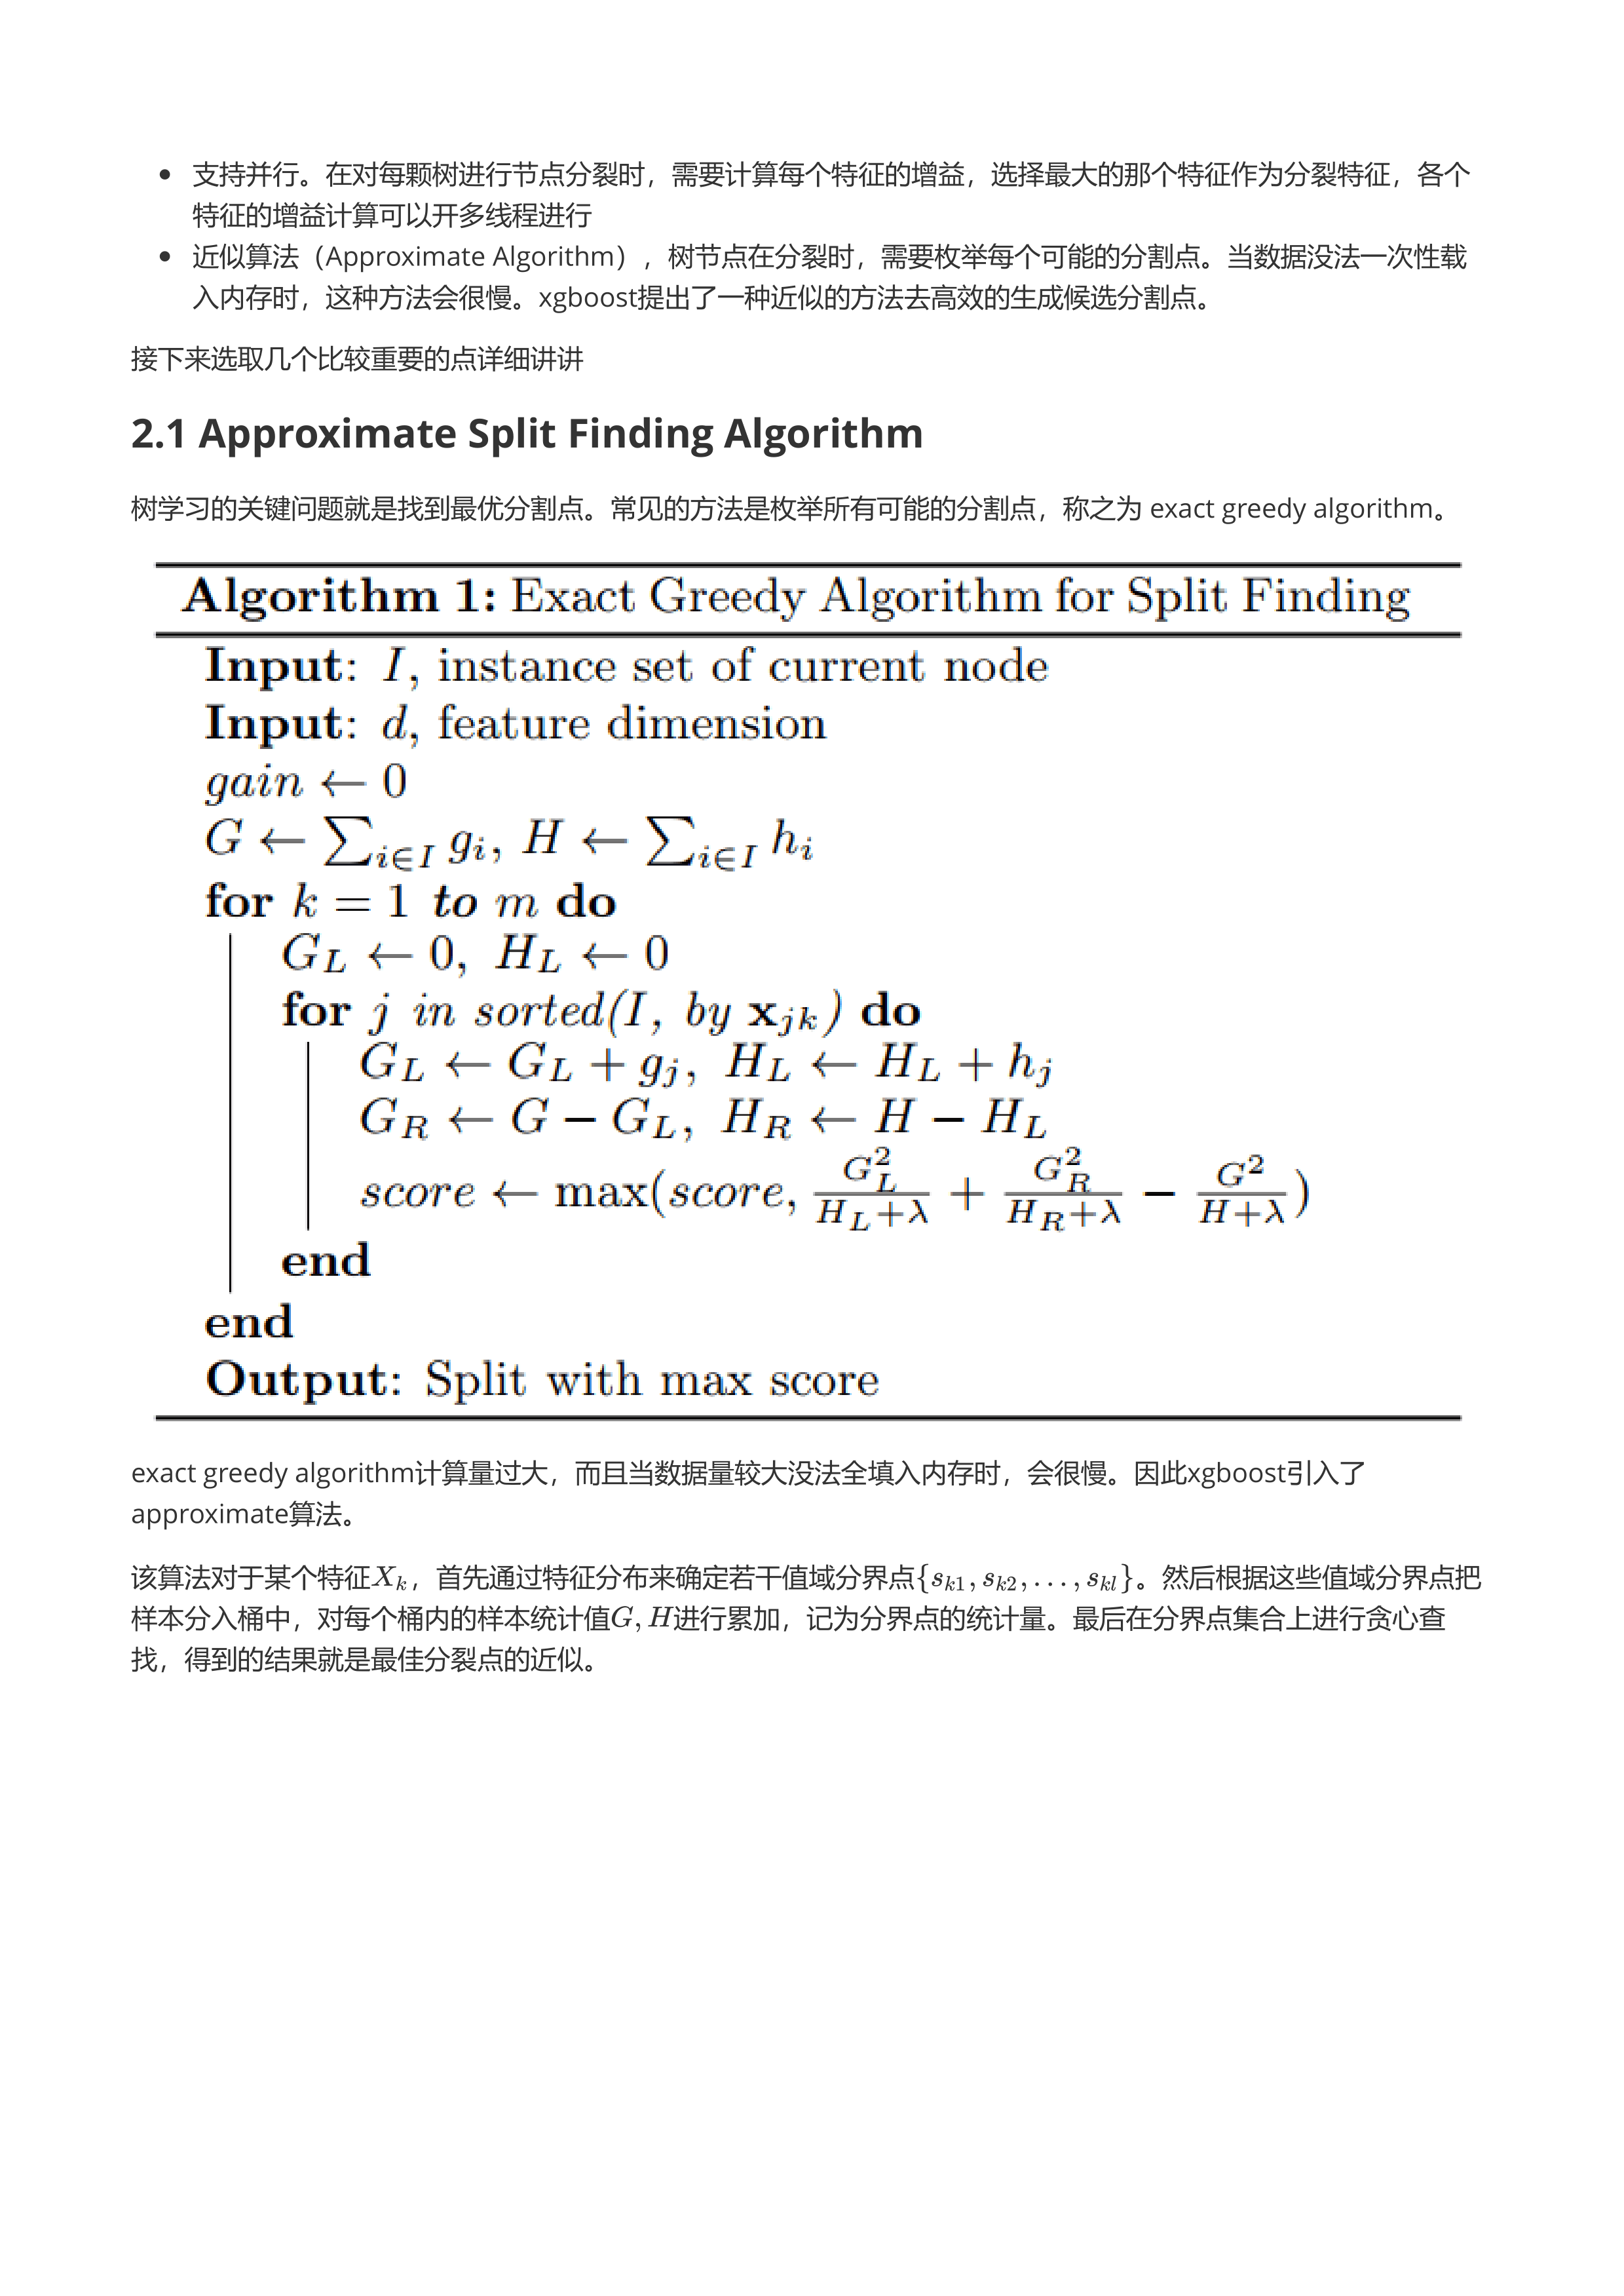 • 支持并行。在对每颗树进行节点分裂时，需要计算每个特征的增益，选择最大的那个特征作为分裂特征，各个
特征的增益计算可以开多线程进行
• 近似算法（Approximate Algorithm），树节点在分裂时，需要枚举每个可能的分割点。当数据没法一次性载
入内存时，这种方法会很慢。xgboost提出了一种近似的方法去高效的生成候选分割点。
接下来选取几个比较重要的点详细讲讲
2.1 Approximate Split Finding Algorithm
树学习的关键问题就是找到最优分割点。常见的方法是枚举所有可能的分割点，称之为 exact greedy algorithm。
Algorithm 1: Exact Greedy Algorithm for Split Finding
Input: I, instance set of current node
Input: d, feature dimension
gain ← 0
G ← ∑_{i∈I} g_i, H ← ∑_{i∈I} h_i
for k = 1 to m do
G_L ← 0, H_L ← 0
for j in sorted(I, by x_{jk}) do
G_L ← G_L + g_j, H_L ← H_L + h_j
G_R ← G − G_L, H_R ← H − H_L
score ← max(score, \frac{G_L^2}{H_L+λ} + \frac{G_R^2}{H_R+λ} − \frac{G^2}{H+λ})
end
end
Output: Split with max score
exact greedy algorithm计算量过大，而且当数据量较大没法全填入内存时，会很慢。因此xgboost引入了
approximate算法。
该算法对于某个特征X_k，首先通过特征分布来确定若干值域分界点{s_{k1}, s_{k2}, ..., s_{kl}}。然后根据这些值域分界点把
样本分入桶中，对每个桶内的样本统计值G, H进行累加，记为分界点的统计量。最后在分界点集合上进行贪心查
找，得到的结果就是最佳分裂点的近似。